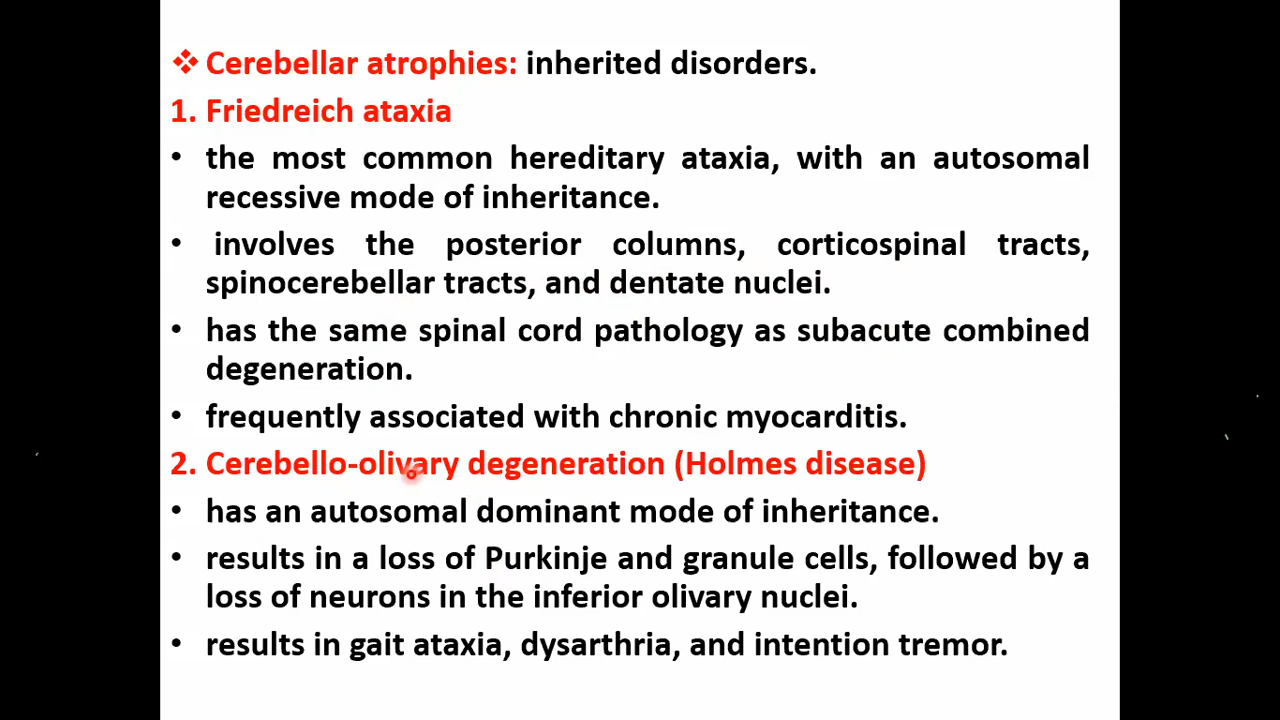 ❖ Cerebellar atrophies: inherited disorders.
1. Friedreich ataxia
• the most common hereditary ataxia, with an autosomal
recessive mode of inheritance.
• involves the posterior columns, corticospinal tracts,
spinocerebellar tracts, and dentate nuclei.
• has the same spinal cord pathology as subacute combined
degeneration.
• frequently associated with chronic myocarditis.
2. Cerebello-olivary degeneration (Holmes disease)
• has an autosomal dominant mode of inheritance.
• results in a loss of Purkinje and granule cells, followed by a
loss of neurons in the inferior olivary nuclei.
• results in gait ataxia, dysarthria, and intention tremor.